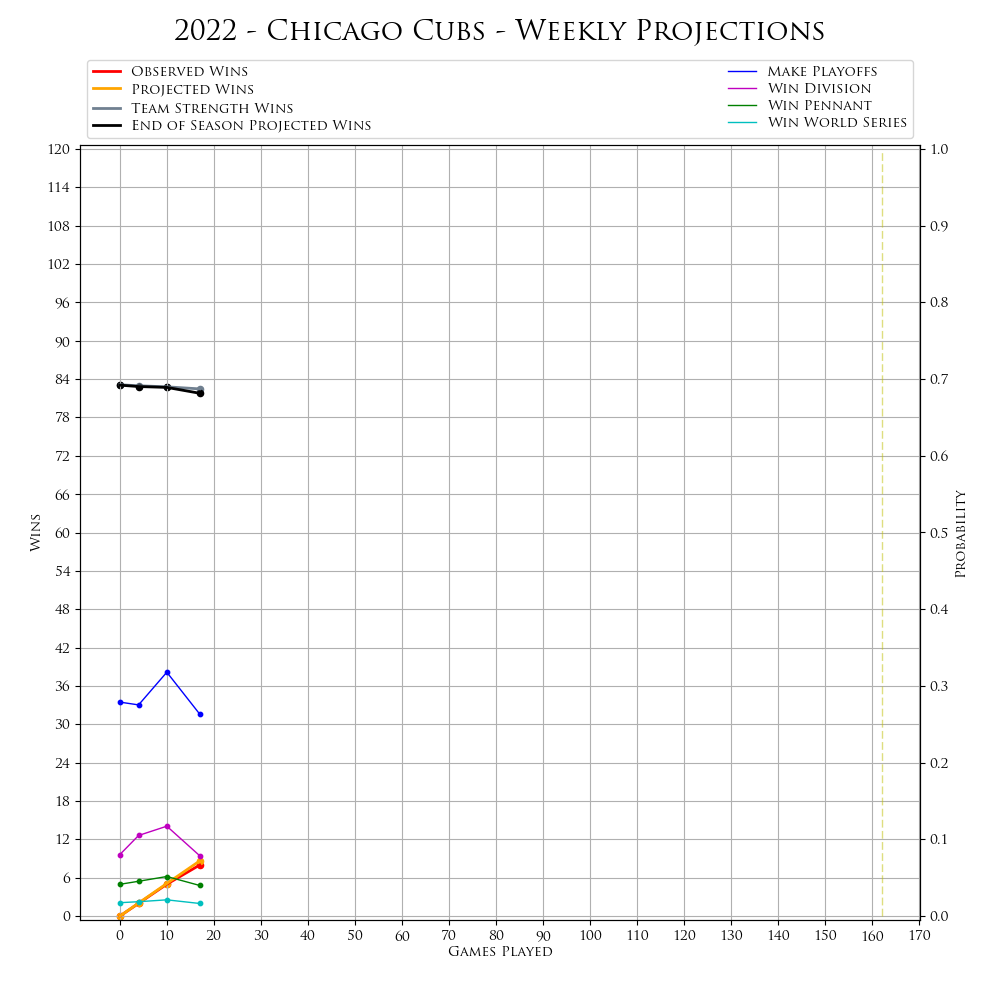 2022 - Chicago Cubs - Weekly Projections
Observed Wins
Projected Wins
Team Strength Wins
End of Season Projected Wins
Make Playoffs
Win Division
Win Pennant
Win World Series
120
114
108
102
96
90
84
78
72
66
60
54
48
42
36
30
24
18
12
6
0
Wins
1.0
0.9
0.8
0.7
0.6
0.5
0.4
0.3
0.2
0.1
0.0
Probability
0 10 20 30 40 50 60 70 80 90 100 110 120 130 140 150 160 170
Games Played